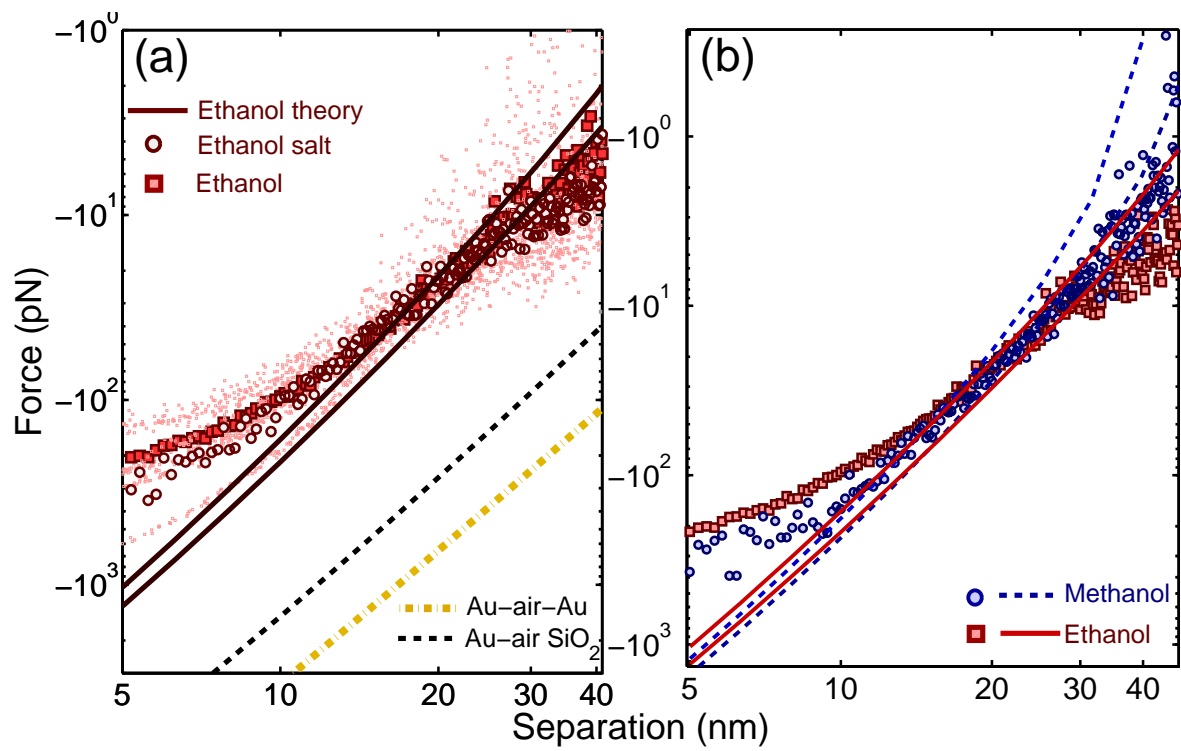 (a)
−10⁰
−10¹
−10²
−10³
Force (pN)
Ethanol theory
Ethanol salt
Ethanol
Au−air−Au
Au−air SiO₂
5
10
20
30
40
(b)
−10⁰
−10¹
−10²
−10³
Methanol
Ethanol
5
10
20
30
40
Separation (nm)